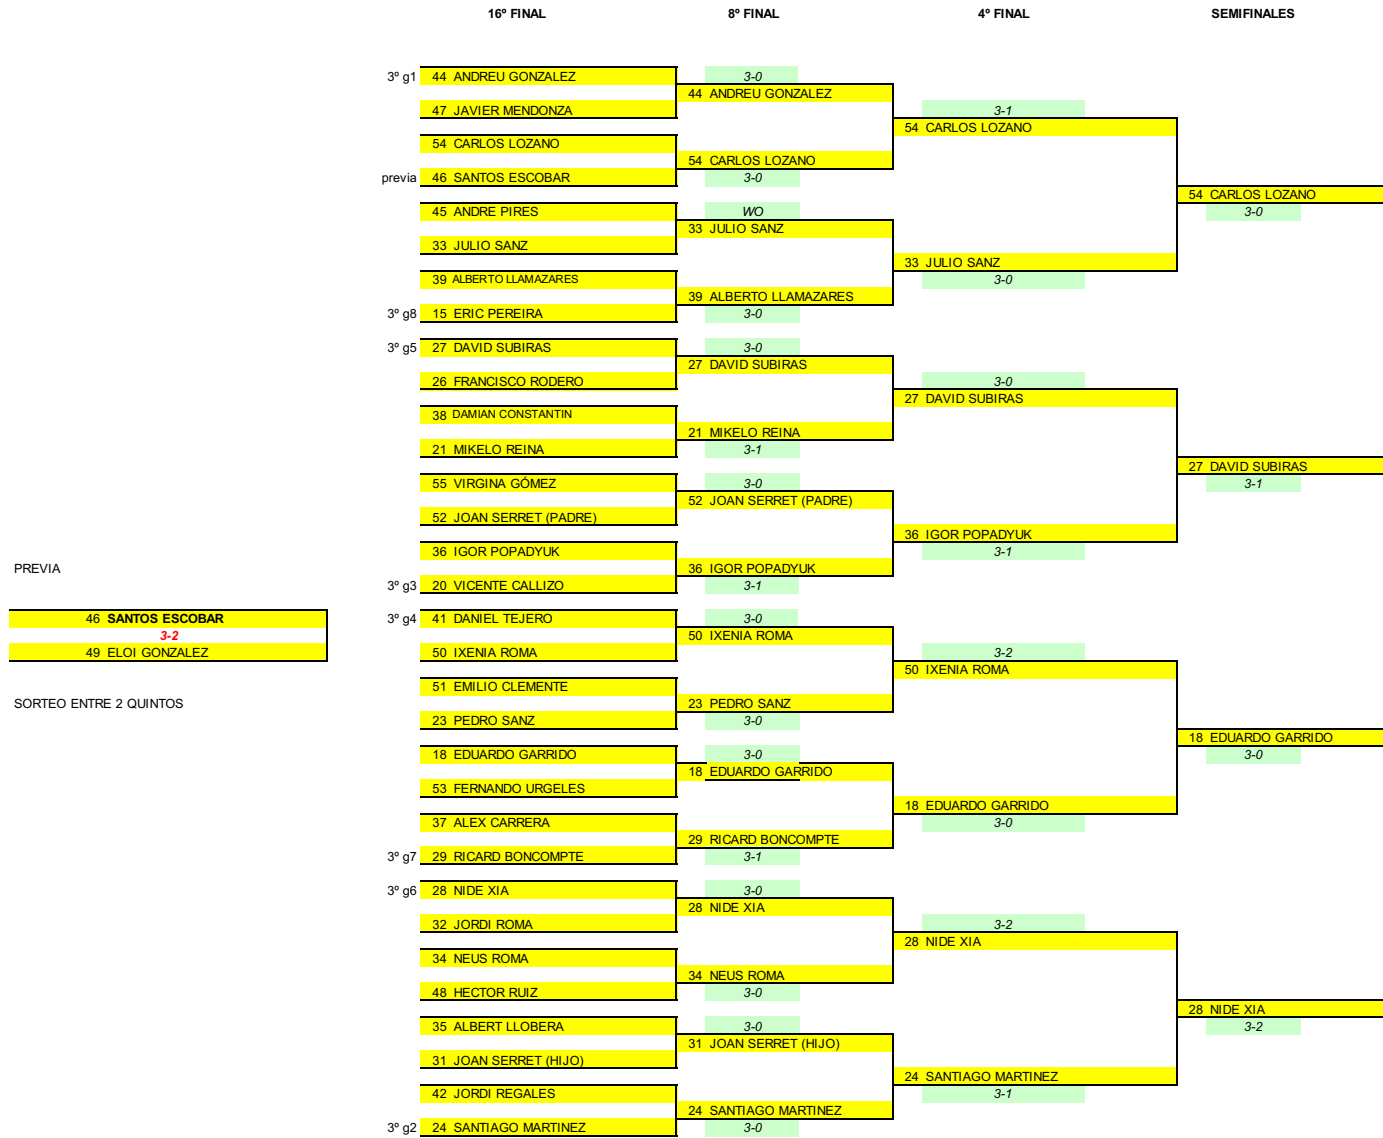 16º FINAL 8º FINAL 4º FINAL SEMIFINALES
3º g1 44 ANDREU GONZALEZ 3-0
44 ANDREU GONZALEZ
47 JAVIER MENDONZA 3-1
54 CARLOS LOZANO
54 CARLOS LOZANO
54 CARLOS LOZANO
previa 46 SANTOS ESCOBAR 3-0
54 CARLOS LOZANO
45 ANDRE PIRES WO 3-0
33 JULIO SANZ
33 JULIO SANZ
33 JULIO SANZ
39 ALBERTO LLAMAZARES 3-0
39 ALBERTO LLAMAZARES
3º g8 15 ERIC PEREIRA 3-0
3º g5 27 DAVID SUBIRAS 3-0
27 DAVID SUBIRAS
26 FRANCISCO RODERO 3-0
27 DAVID SUBIRAS
38 DAMIAN CONSTANTIN
21 MIKELO REINA
21 MIKELO REINA 3-1
27 DAVID SUBIRAS
55 VIRGINA GÓMEZ 3-0 3-1
52 JOAN SERRET (PADRE)
52 JOAN SERRET (PADRE)
36 IGOR POPADYUK
36 IGOR POPADYUK 3-1
PREVIA 36 IGOR POPADYUK
3º g3 20 VICENTE CALLIZO 3-1
46 SANTOS ESCOBAR 3º g4 41 DANIEL TEJERO 3-0
3-2 50 IXENIA ROMA
49 ELOI GONZALEZ 50 IXENIA ROMA 3-2
50 IXENIA ROMA
51 EMILIO CLEMENTE
SORTEO ENTRE 2 QUINTOS 23 PEDRO SANZ
23 PEDRO SANZ 3-0
18 EDUARDO GARRIDO
18 EDUARDO GARRIDO 3-0 3-0
18 EDUARDO GARRIDO
53 FERNANDO URGELES
18 EDUARDO GARRIDO
37 ALEX CARRERA 3-0
29 RICARD BONCOMPTE
3º g7 29 RICARD BONCOMPTE 3-1
3º g6 28 NIDE XIA 3-0
28 NIDE XIA
32 JORDI ROMA 3-2
28 NIDE XIA
34 NEUS ROMA
34 NEUS ROMA
48 HECTOR RUIZ 3-0
28 NIDE XIA
35 ALBERT LLOBERA 3-0 3-2
31 JOAN SERRET (HIJO)
31 JOAN SERRET (HIJO)
24 SANTIAGO MARTINEZ
42 JORDI REGALES 3-1
24 SANTIAGO MARTINEZ
3º g2 24 SANTIAGO MARTINEZ 3-0